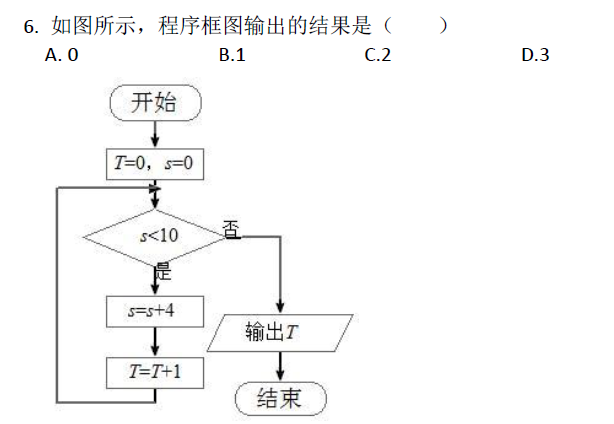 6. 如图所示，程序框图输出的结果是（　　）
A. 0 B.1 C.2 D.3
开始
T=0，s=0
s<10
否
是
s=s+4
输出T
T=T+1
结束